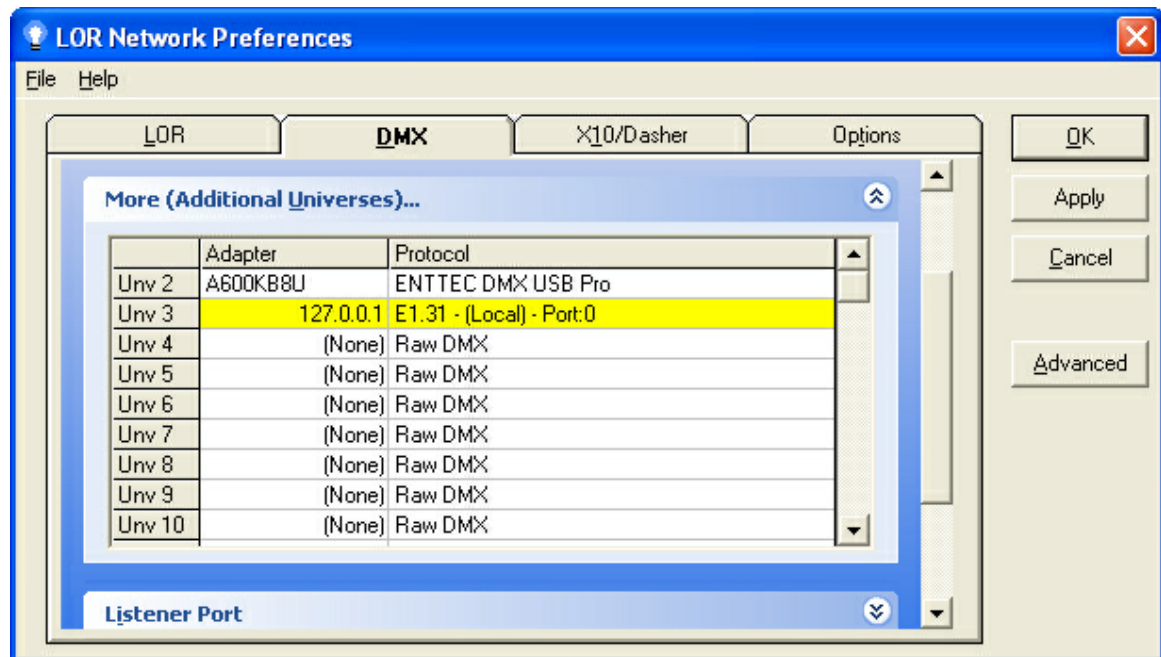 LOR Network Preferences
File Help
LOR DMX X10/Dasher Options
OK
Apply
Cancel
Advanced
More (Additional Universes)...
Adapter Protocol
Unv 2 A600KB8U ENTTEC DMX USB Pro
Unv 3 127.0.0.1 E1.31 - (Local) - Port:0
Unv 4 (None) Raw DMX
Unv 5 (None) Raw DMX
Unv 6 (None) Raw DMX
Unv 7 (None) Raw DMX
Unv 8 (None) Raw DMX
Unv 9 (None) Raw DMX
Unv 10 (None) Raw DMX
Listener Port